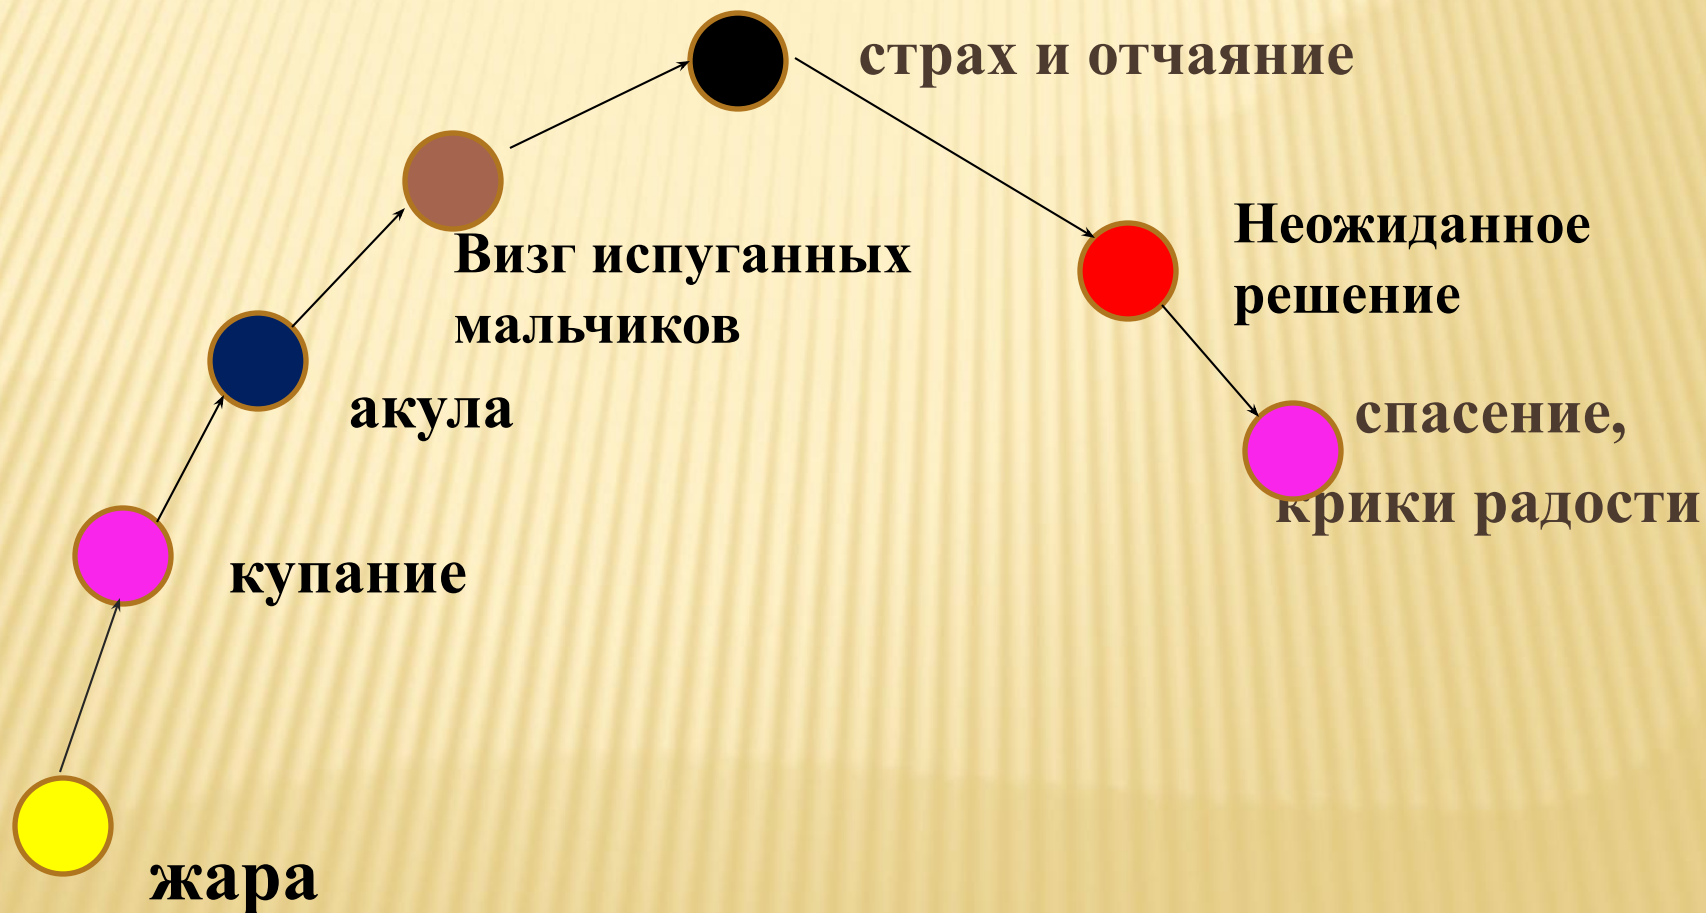 страх и отчаяние
Неожиданное
решение
Визг испуганных
мальчиков
акула
спасение,
крики радости
купание
жара